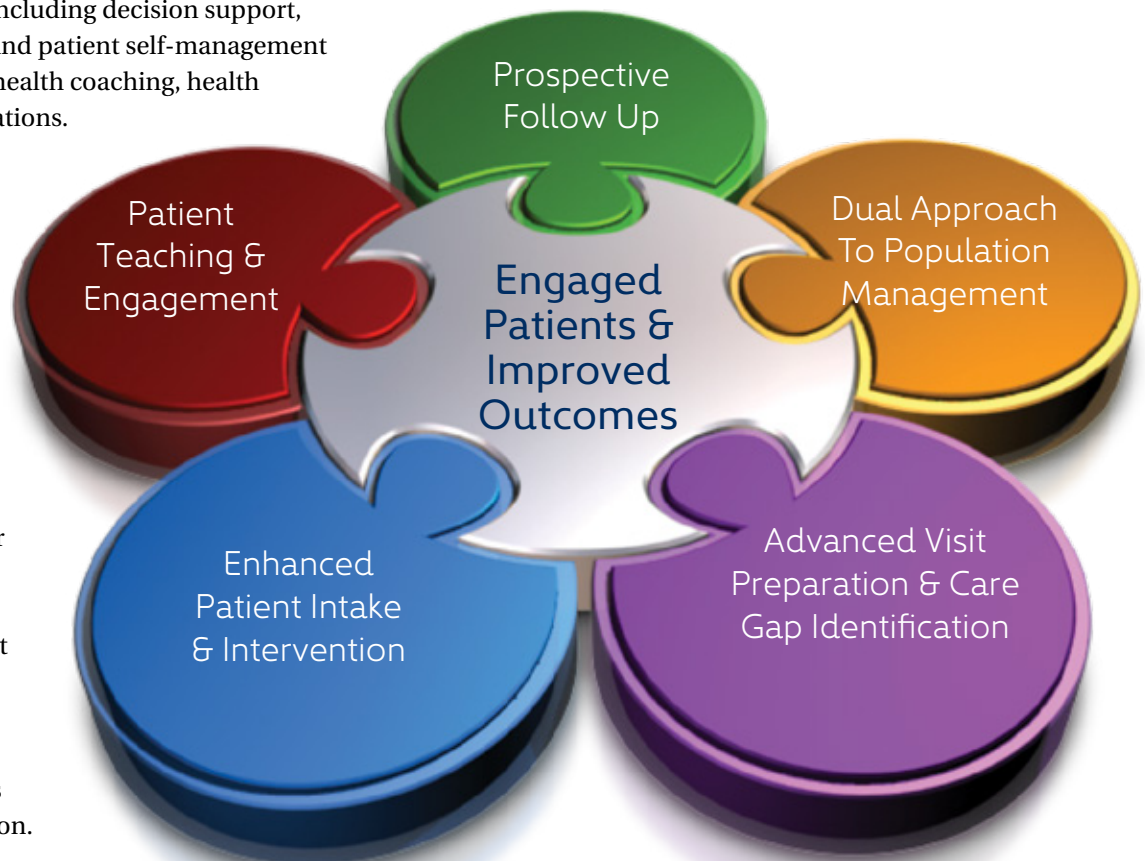 ncluding decision support,
nd patient self-management
ealth coaching, health
ations.
Prospective
Follow Up
Patient
Teaching &
Engagement
Dual Approach
To Population
Management
Engaged
Patients &
Improved
Outcomes
Enhanced
Patient Intake
& Intervention
Advanced Visit
Preparation & Care
Gap Identification
r
t
s
on.